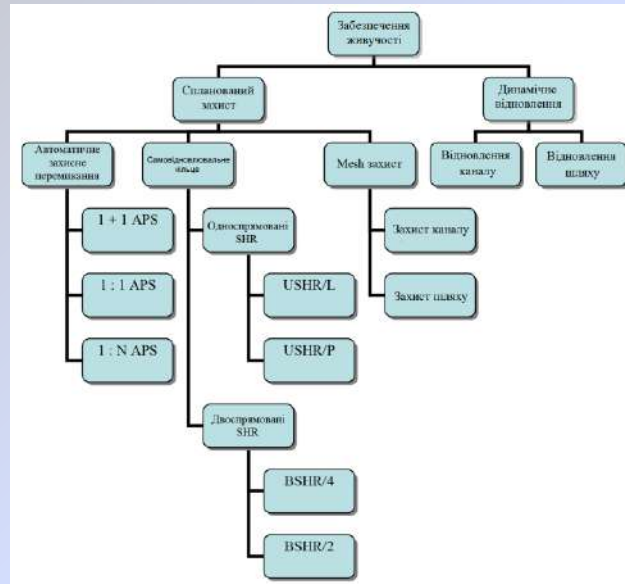 Забезпечення
живучості
Спланований
захист
Динамічне
відновлення
Автоматичне
захисне
перемикання
Самовідновлювальне
кільце
Mesh захист
Відновлення
каналу
Відновлення
шляху
1 + 1 APS
1 : 1 APS
1 : N APS
Односпрямовані
SHR
USHR/L
USHR/P
Захист каналу
Захист шляху
Двоспрямовані
SHR
BSHR/4
BSHR/2